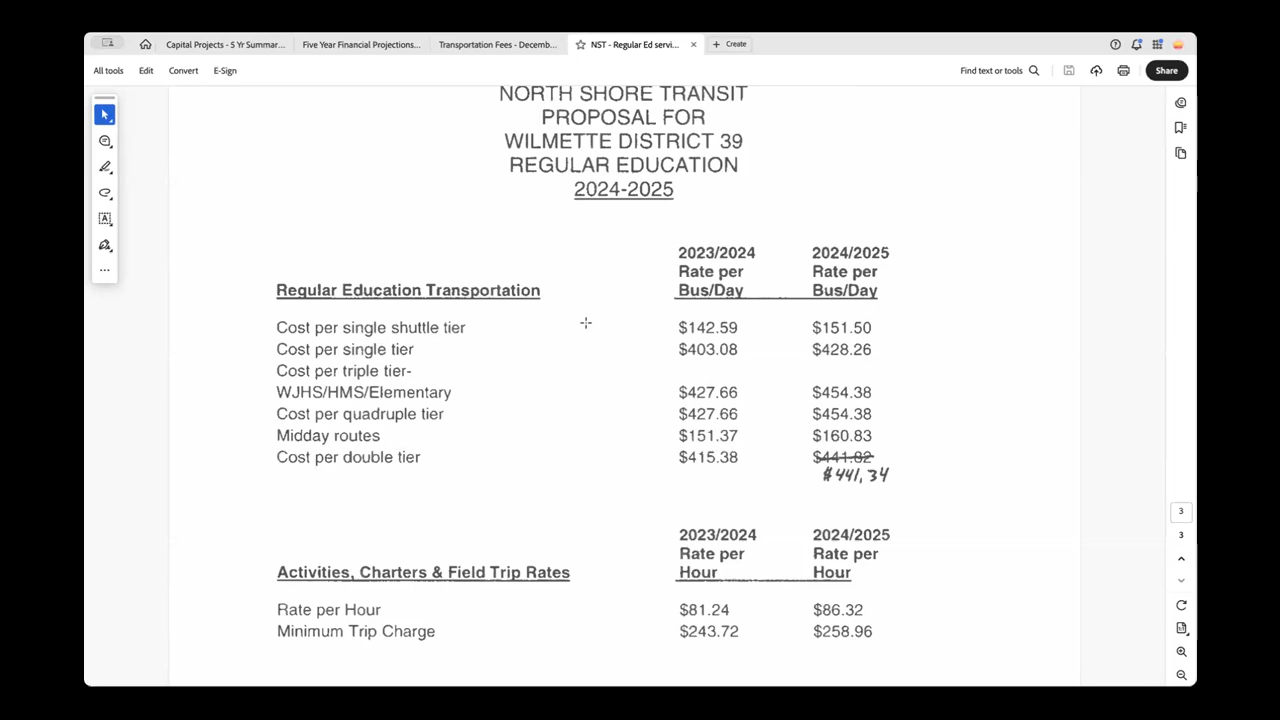 Capital Projects - 5 Yr Summar...
Five Year Financial Projections...
Transportation Fees - Decemb...
NST - Regular Ed servi...
Create
All tools
Edit
Convert
E-Sign
Find text or tools
Share
NORTH SHORE TRANSIT
PROPOSAL FOR
WILMETTE DISTRICT 39
REGULAR EDUCATION
2024-2025
2023/2024 2024/2025
Rate per Rate per
Regular Education Transportation Bus/Day Bus/Day
Cost per single shuttle tier $142.59 $151.50
Cost per single tier $403.08 $428.26
Cost per triple tier-
WJHS/HMS/Elementary $427.66 $454.38
Cost per quadruple tier $427.66 $454.38
Midday routes $151.37 $160.83
Cost per double tier $415.38 $441.82
$441,34
2023/2024 2024/2025
Rate per Rate per
Activities, Charters & Field Trip Rates Hour Hour
Rate per Hour $81.24 $86.32
Minimum Trip Charge $243.72 $258.96
3
3